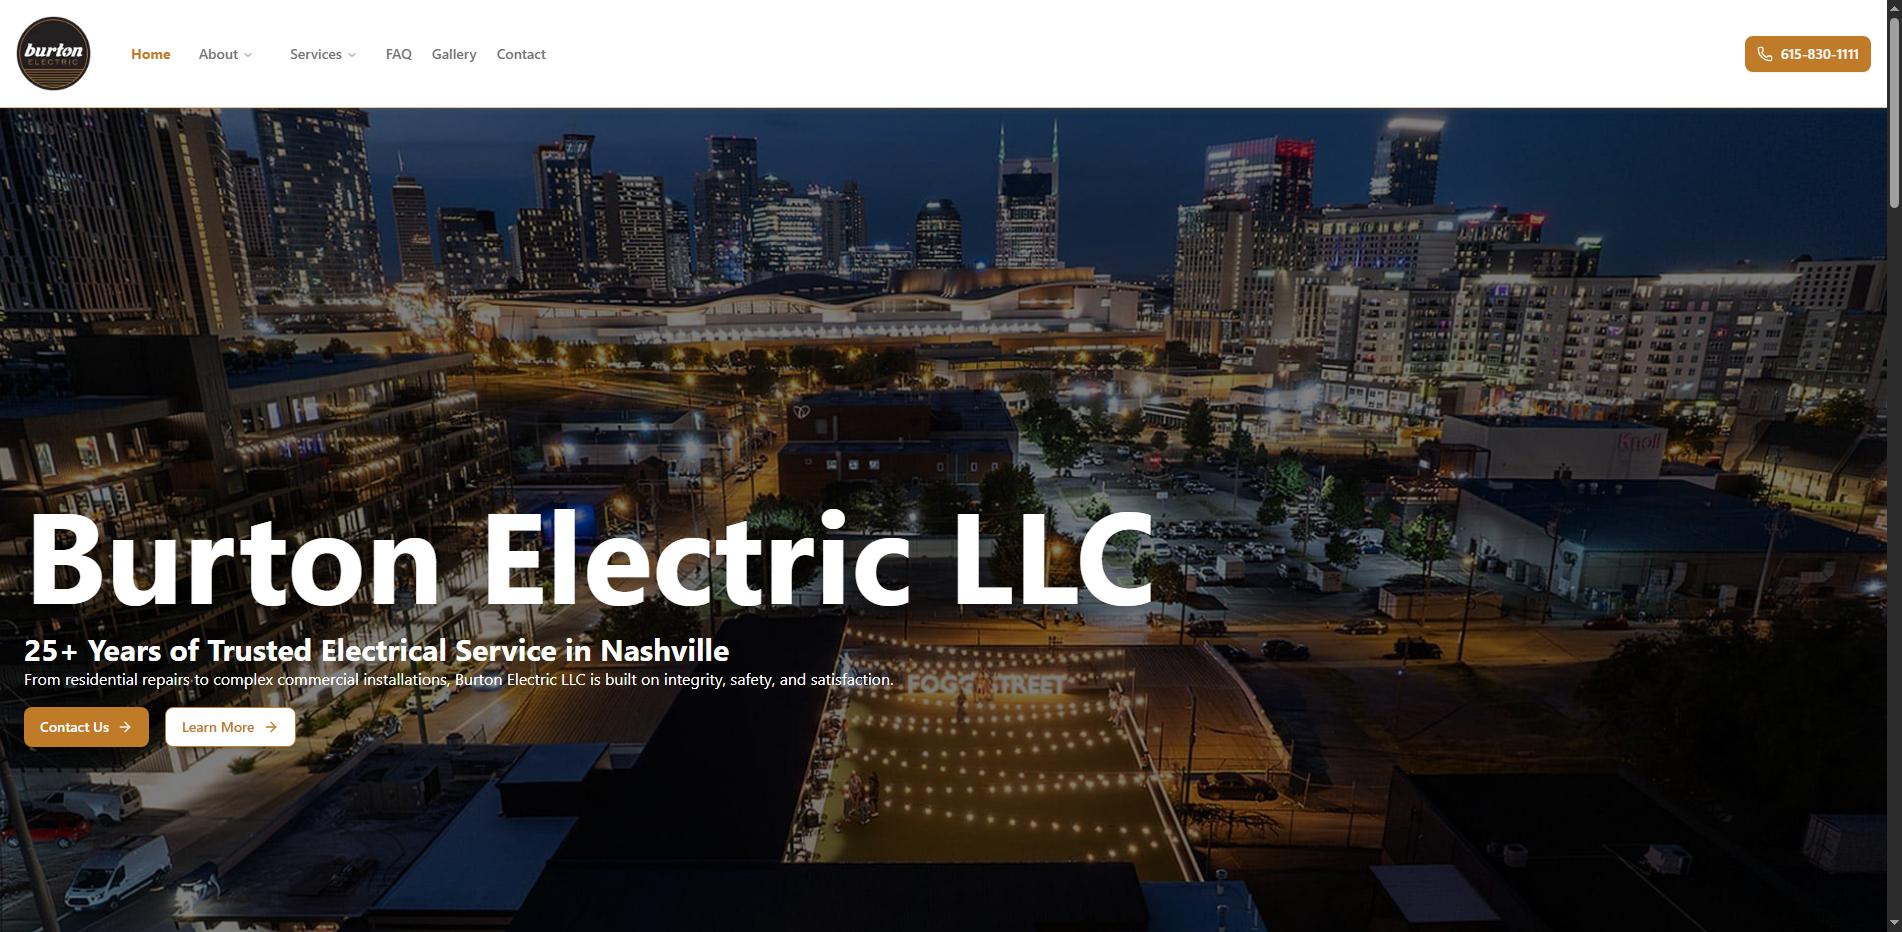 burton
ELECTRIC
Home
About
Services
FAQ
Gallery
Contact
615-830-1111
Knoll
Burton Electric LLC
25+ Years of Trusted Electrical Service in Nashville
From residential repairs to complex commercial installations, Burton Electric LLC is built on integrity, safety, and satisfaction.
FOGG STREET
Contact Us
Learn More